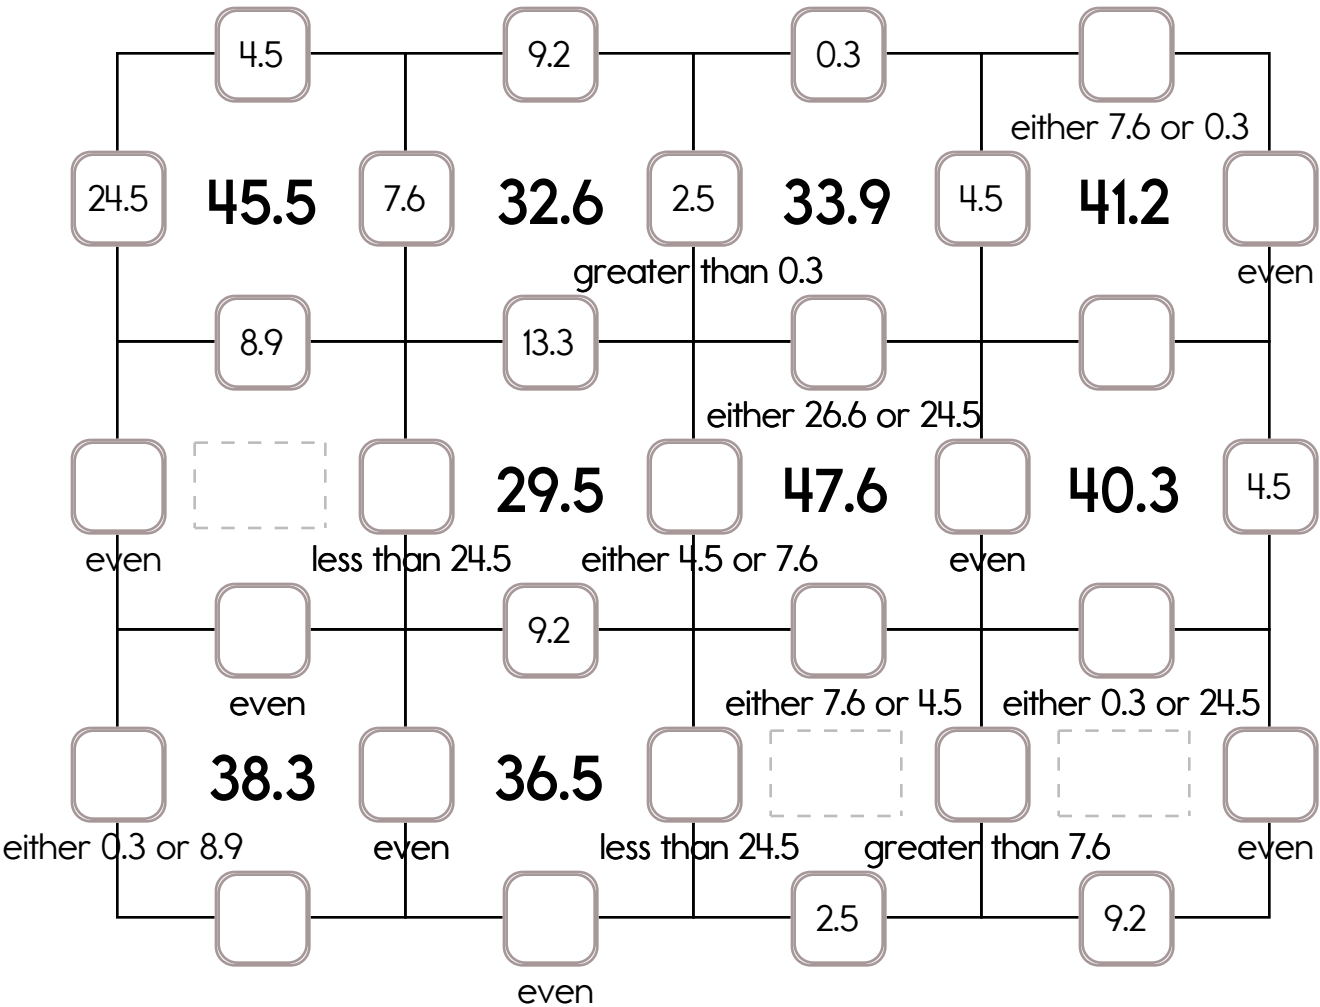 4.5 9.2 0.3
either 7.6 or 0.3
24.5 45.5 7.6 32.6 2.5 33.9 4.5 41.2
greater than 0.3 even
8.9 13.3
either 26.6 or 24.5
29.5 47.6 40.3 4.5
even less than 24.5 either 4.5 or 7.6 even
9.2
even either 7.6 or 4.5 either 0.3 or 24.5
38.3 36.5
either 0.3 or 8.9 even less than 24.5 greater than 7.6 even
2.5 9.2
even